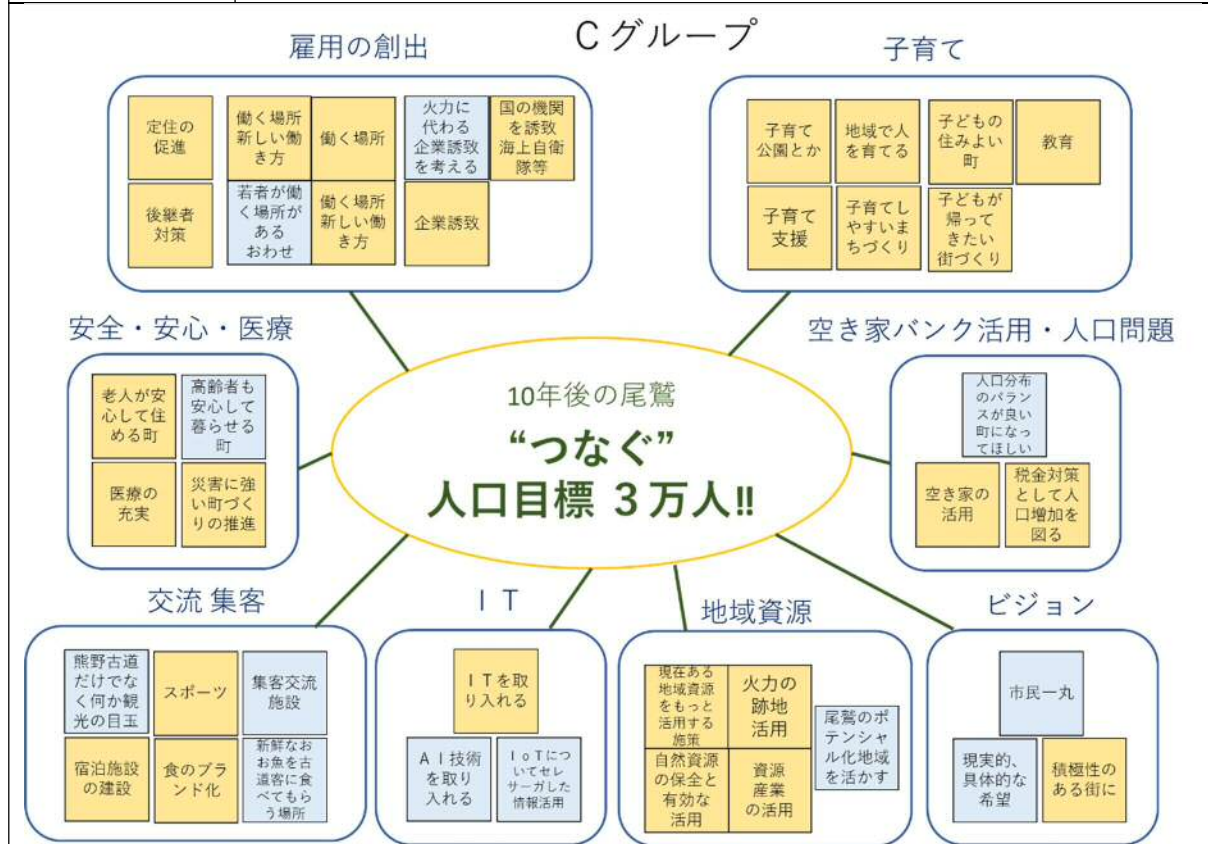 Cグループ
雇用の創出
定住の
促進
働く場所
新しい働
き方
働く場所
火力に
代わる
企業誘致
を考える
国の機関
を誘致
海上自衛
隊等
後継者
対策
若者が働
く場所が
ある
おわせ
働く場所
新しい働
き方
企業誘致
子育て
子育て
公園とか
地域で人
を育てる
子どもの
住みよい
町
教育
子育て
支援
子育てし
やすいま
ちづくり
子どもが
帰って
きたい
街づくり
安全・安心・医療
老人が安
心して住
める町
高齢者も
安心して
暮らせる
町
医療の
充実
災害に強
い町づく
りの推進
10年後の尾鷲
“つなぐ”
人口目標 3万人!!
空き家バンク活用・人口問題
人口分布
のバラン
スが良い
町になっ
てほしい
空き家の
活用
税金対策
として人
口増加を
図る
交流 集客
熊野古道
だけでな
く何か観
光の目玉
スポーツ
集客交流
施設
宿泊施設
の建設
食のブラ
ンド化
新鮮なお
お魚を古
道客に食
べてもら
う場所
IT
ITを取
り入れる
AI技術
を取り
入れる
IoTにつ
いてセレ
サーガした
情報活用
地域資源
現在ある
地域資源
をもっと
活用する
施策
火力の
跡地
活用
尾鷲のポ
テンシャ
ル化地域
を活かす
自然資源
の保全と
有効な
活用
資源
産業
の活用
ビジョン
市民一丸
現実的、
具体的な
希望
積極性の
ある街に